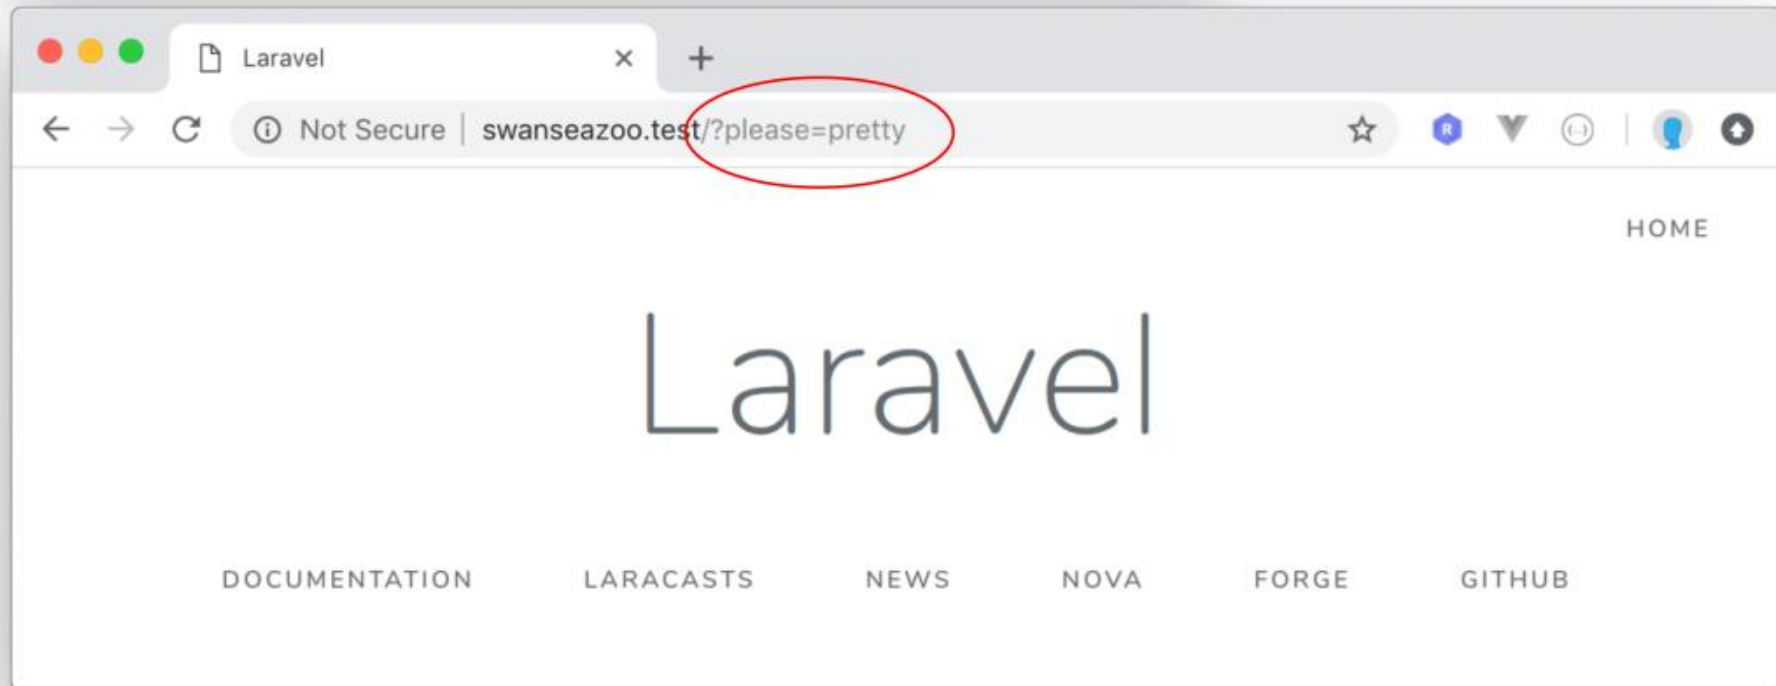 Laravel
Not Secure | swanseazoo.test/?please=pretty
R
HOME
Laravel
DOCUMENTATION LARACASTS NEWS NOVA FORGE GITHUB